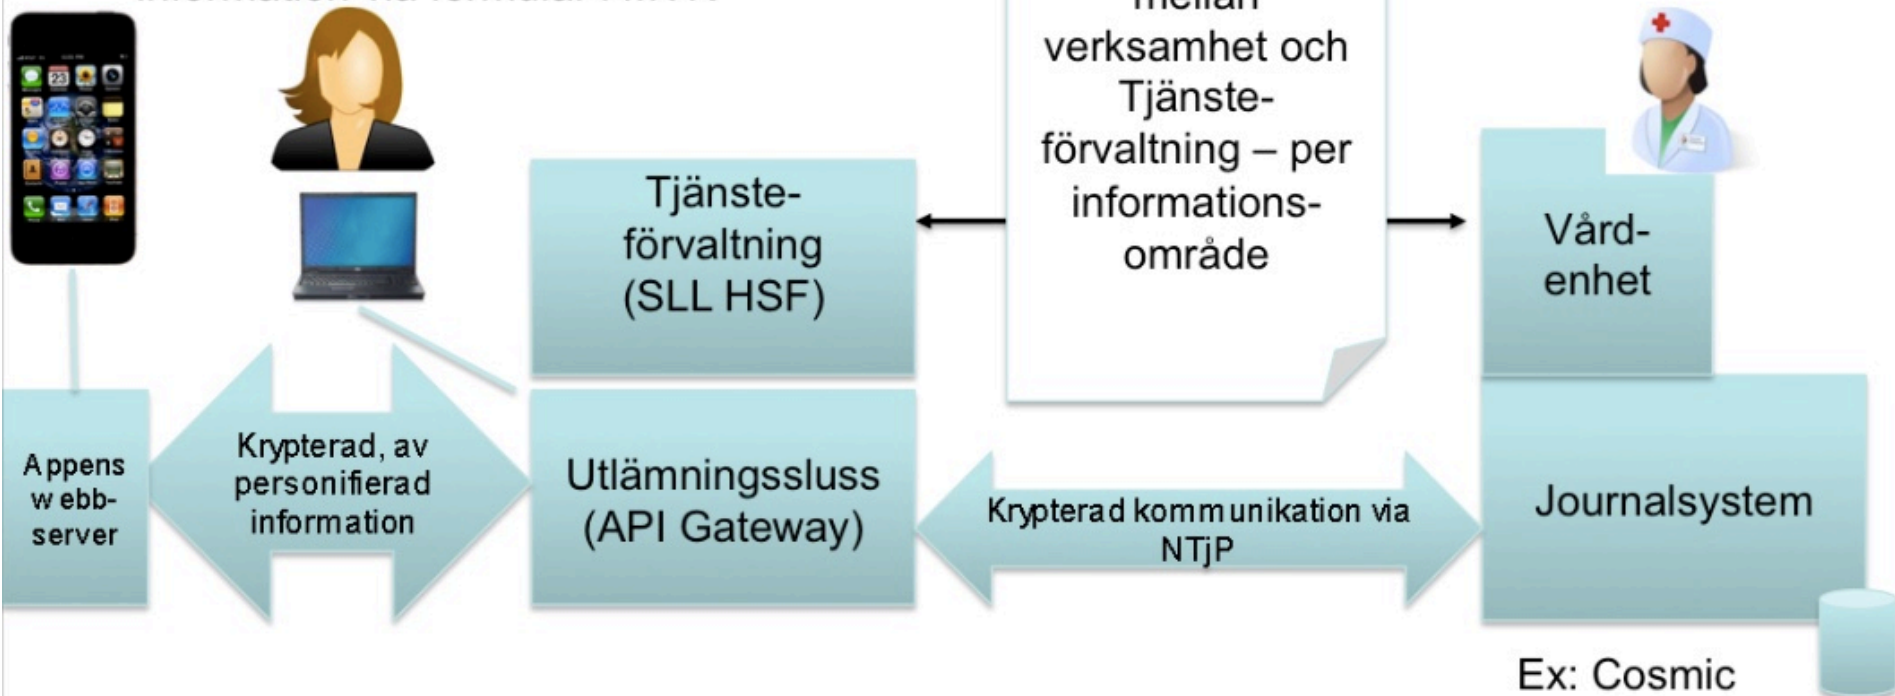 mellan
verksamhet och
Tjänste-
förvaltning – per
informations-
område
Tjänste-
förvaltning
(SLL HSF)
Vård-
enhet
Appens
webb-
server
Krypterad, av
personifierad
information
Utlämningssluss
(API Gateway)
Krypterad kommunikation via
NTjP
Journalsystem
Ex: Cosmic